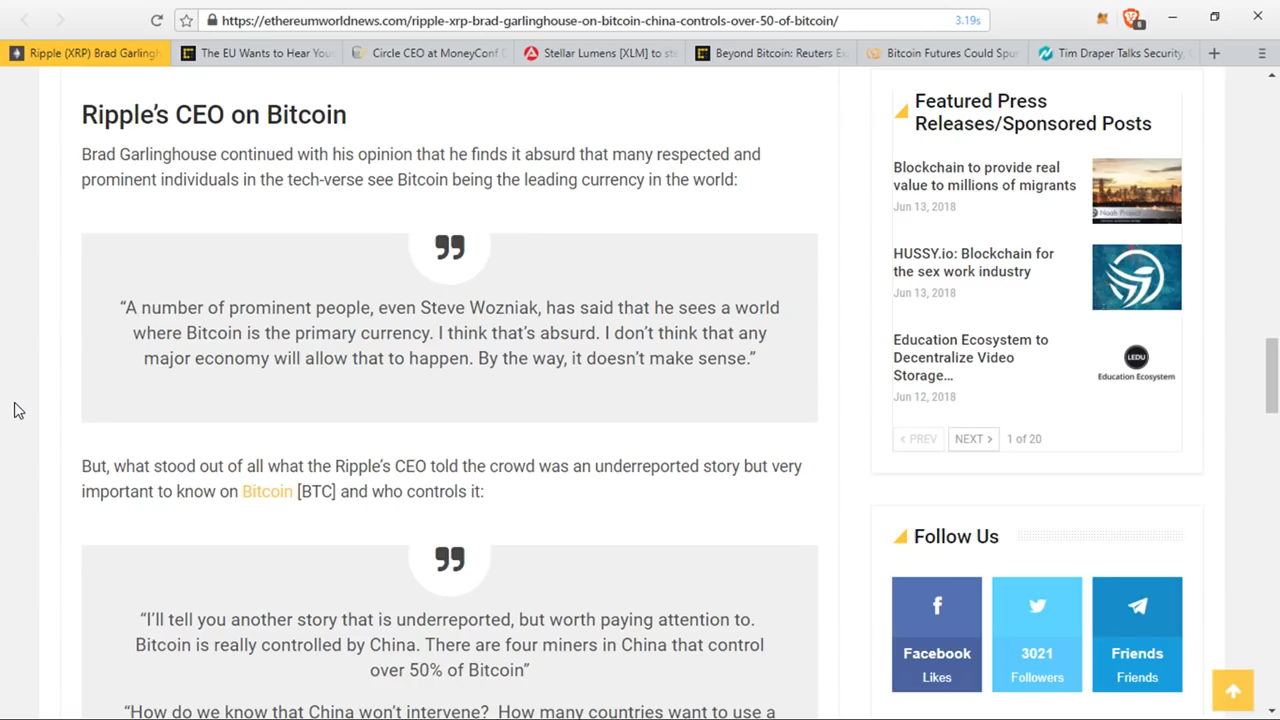 https://ethereumworldnews.com/ripple-xrp-brad-garlinghouse-on-bitcoin-china-controls-over-50-of-bitcoin/
3.19s
6
Ripple (XRP) Brad Garlingh
The EU Wants to Hear You
Circle CEO at MoneyConf
Stellar Lumens [XLM] to st
Beyond Bitcoin: Reuters Ex
Bitcoin Futures Could Spu
Tim Draper Talks Security,
Ripple’s CEO on Bitcoin
Brad Garlinghouse continued with his opinion that he finds it absurd that many respected and
prominent individuals in the tech-verse see Bitcoin being the leading currency in the world:
“A number of prominent people, even Steve Wozniak, has said that he sees a world
where Bitcoin is the primary currency. I think that’s absurd. I don’t think that any
major economy will allow that to happen. By the way, it doesn’t make sense.”
But, what stood out of all what the Ripple’s CEO told the crowd was an underreported story but very
important to know on Bitcoin [BTC] and who controls it:
“I’ll tell you another story that is underreported, but worth paying attention to.
Bitcoin is really controlled by China. There are four miners in China that control
over 50% of Bitcoin”
“How do we know that China won’t intervene? How many countries want to use a
Featured Press
Releases/Sponsored Posts
Blockchain to provide real
value to millions of migrants
Jun 13, 2018
HUSSY.io: Blockchain for
the sex work industry
Jun 13, 2018
Education Ecosystem to
Decentralize Video
Storage...
Jun 12, 2018
LEDU
Education Ecosystem
PREV
NEXT
1 of 20
Follow Us
Facebook
Likes
3021
Followers
Friends
Friends